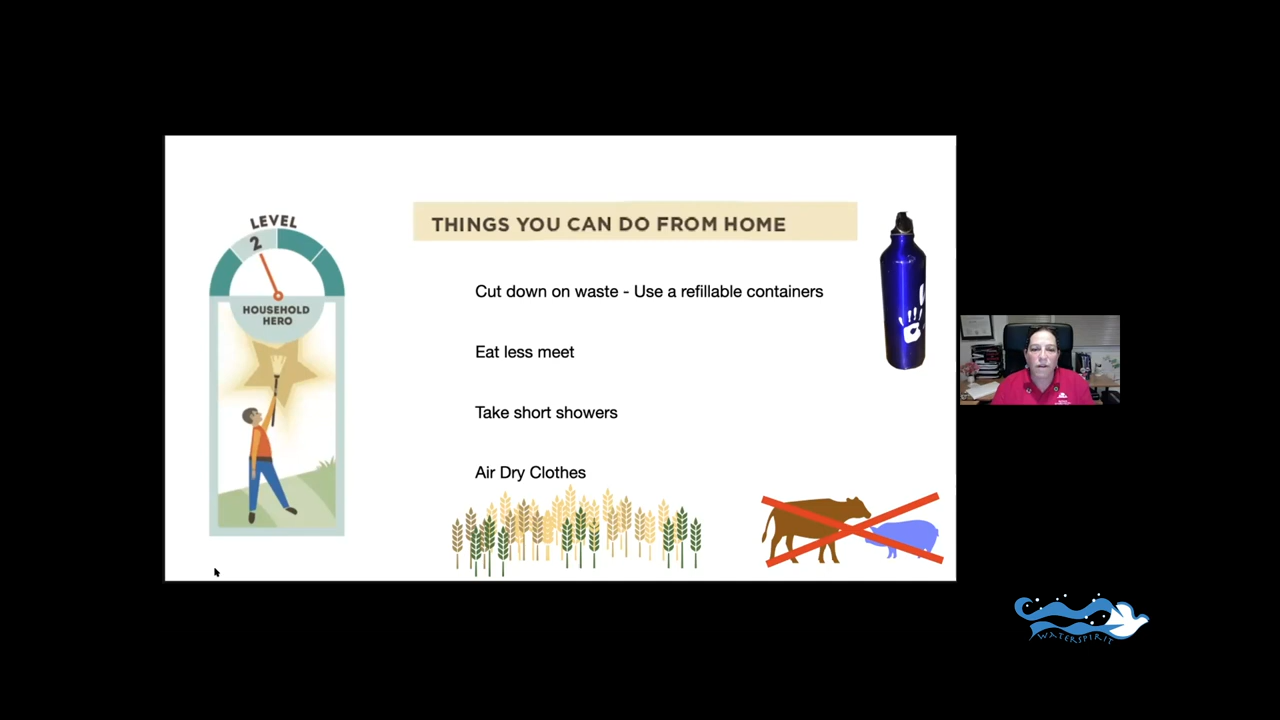 LEVEL
2
HOUSEHOLD
HERO
THINGS YOU CAN DO FROM HOME
Cut down on waste - Use a refillable containers
Eat less meet
Take short showers
Air Dry Clothes
WATERSPIRIT